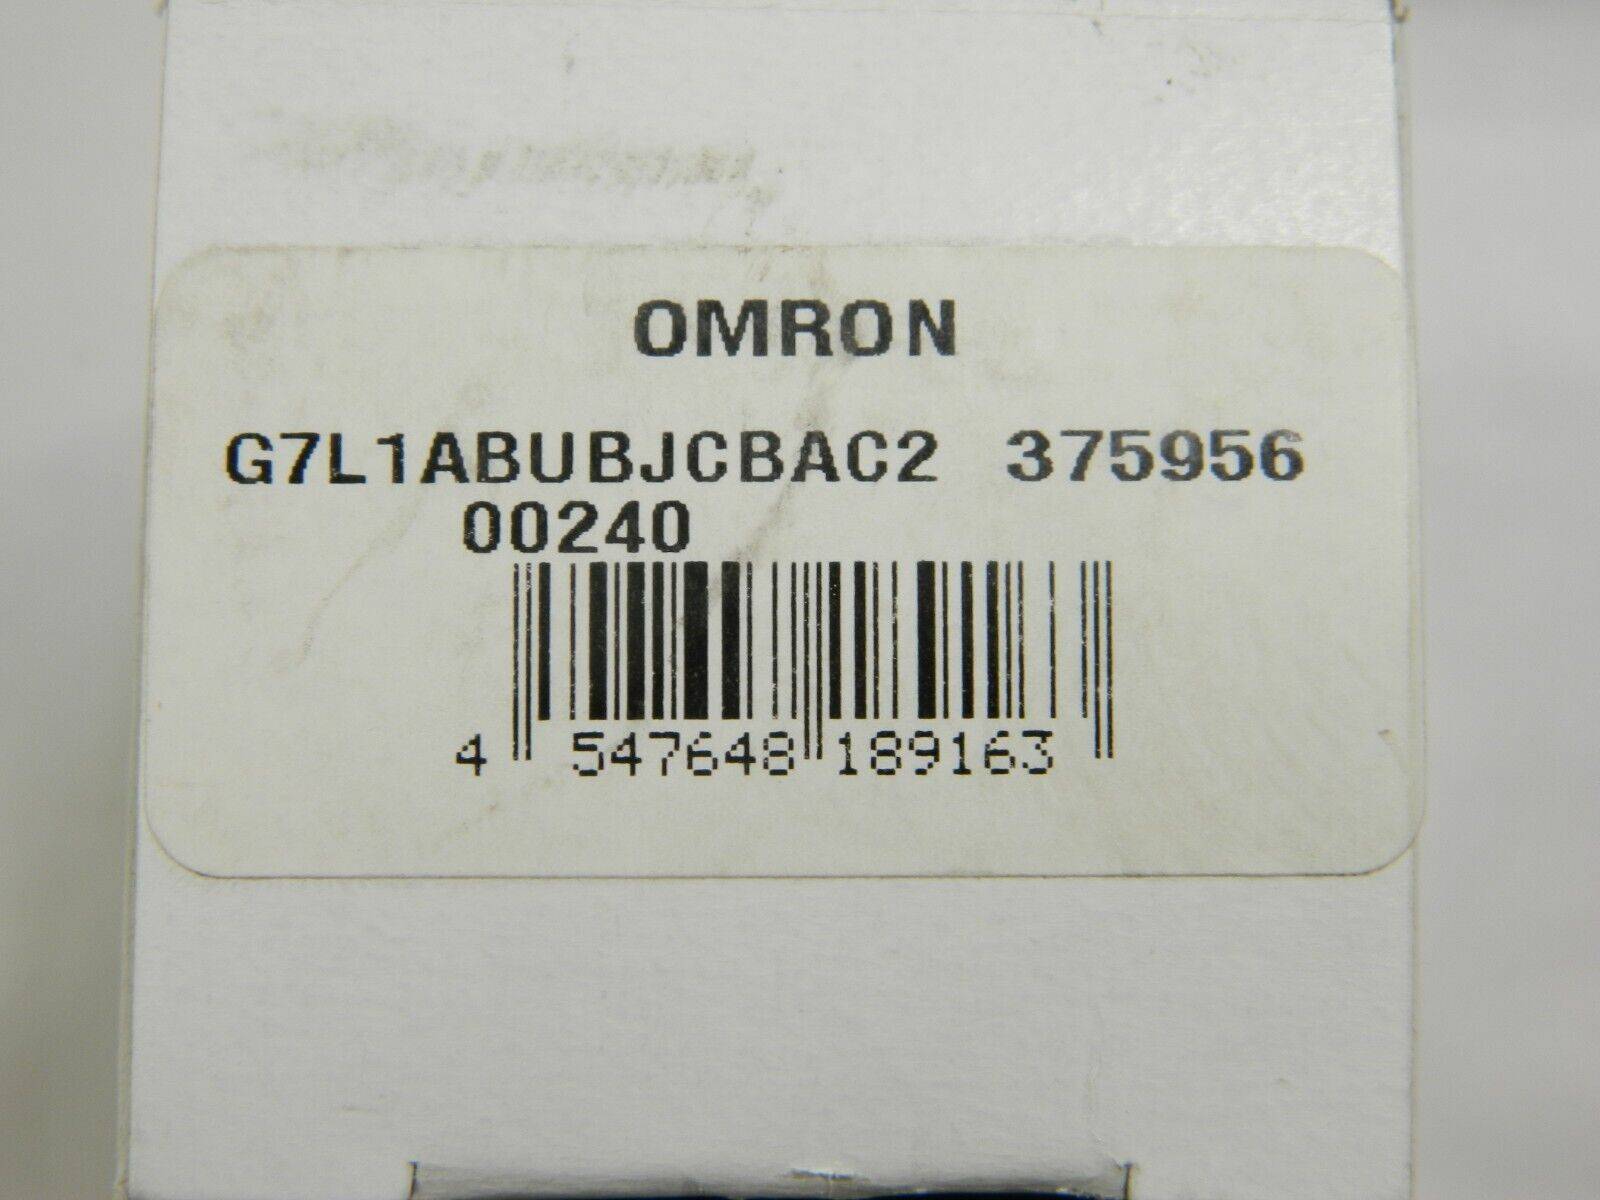 OMRON
G7L1ABUBJCBAC2 375956
00240
4 547648 189163